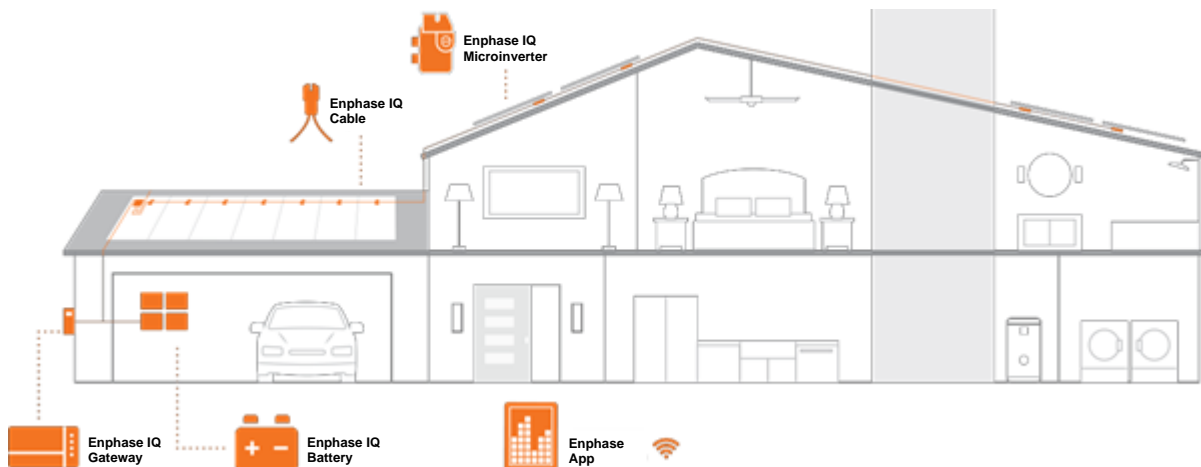 Enphase IQ
Microinverter
Enphase IQ
Cable
Enphase IQ
Gateway
Enphase IQ
Battery
Enphase
App